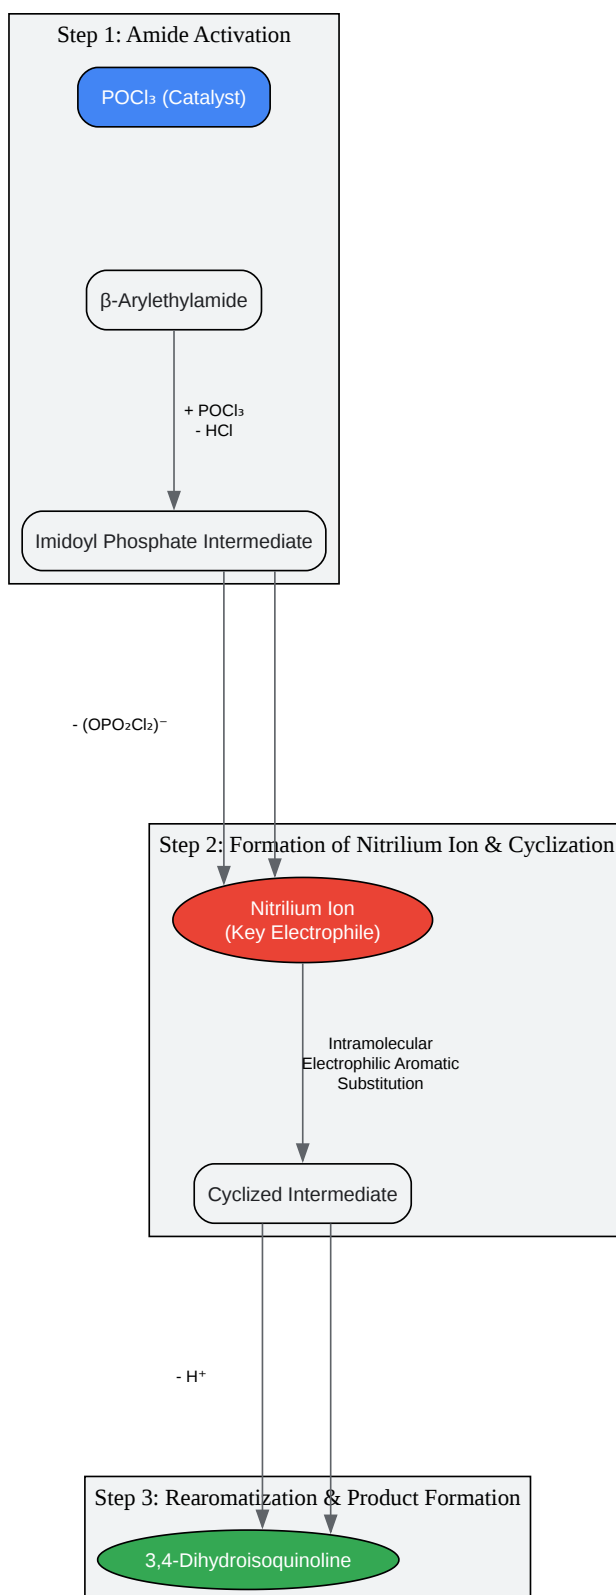 Step 1: Amide Activation
POCl₃ (Catalyst)
β-Arylethylamide
+ POCl₃
- HCl
Imidoyl Phosphate Intermediate
- (OPO₂Cl₂)⁻
Step 2: Formation of Nitrilium Ion & Cyclization
Nitrilium Ion
(Key Electrophile)
Intramolecular
Electrophilic Aromatic
Substitution
Cyclized Intermediate
- H⁺
Step 3: Rearomatization & Product Formation
3,4-Dihydroisoquinoline